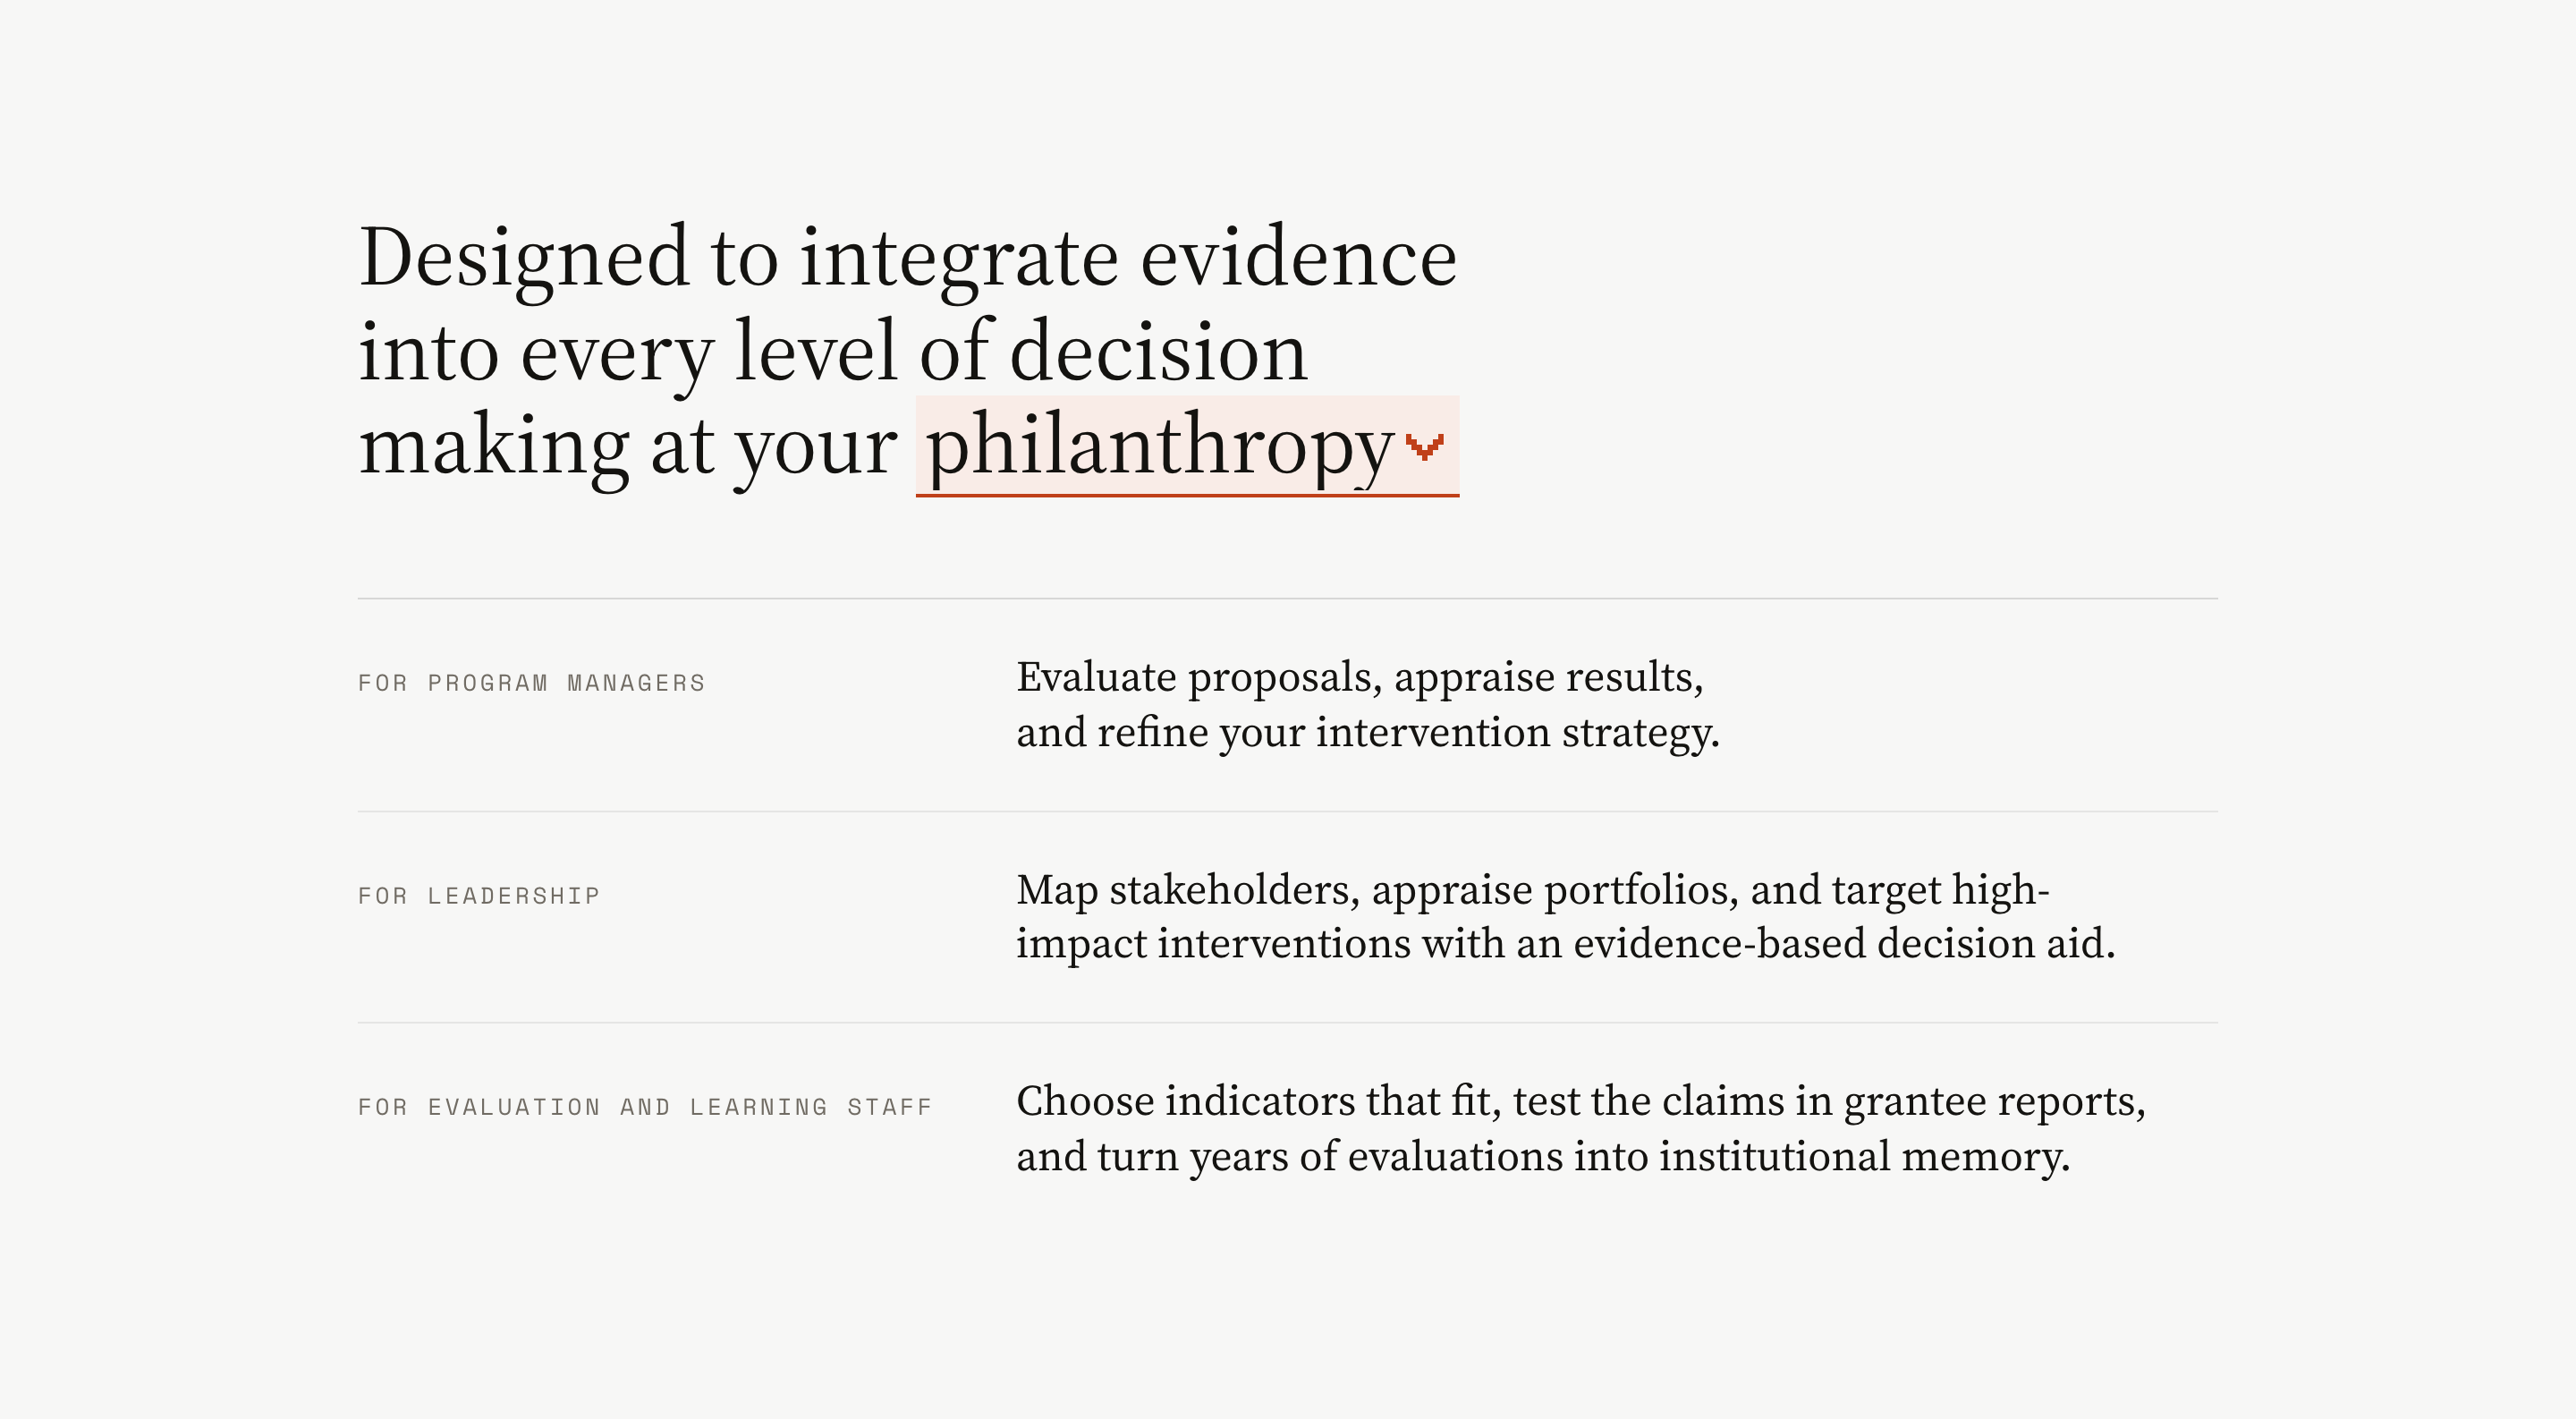 Designed to integrate evidence
into every level of decision
making at your philanthropy
FOR PROGRAM MANAGERS
Evaluate proposals, appraise results,
and refine your intervention strategy.
FOR LEADERSHIP
Map stakeholders, appraise portfolios, and target high-
impact interventions with an evidence-based decision aid.
FOR EVALUATION AND LEARNING STAFF
Choose indicators that fit, test the claims in grantee reports,
and turn years of evaluations into institutional memory.